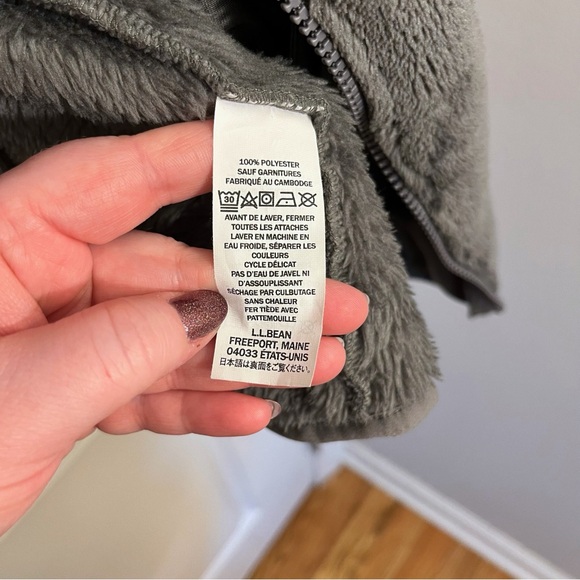 100% POLYESTER
SAUF GARNITURES
FABRIQUÉ AU CAMBODGE
30
AVANT DE LAVER, FERMER
TOUTES LES ATTACHES
LAVER EN MACHINE EN
EAU FROIDE, SÉPARER LES
COULEURS
CYCLE DÉLICAT
PAS D'EAU DE JAVEL NI
D'ASSOUPLISSANT
SÉCHAGE PAR CULBUTAGE
SANS CHALEUR
FER TIÈDE AVEC
PATTEMOUILLE
L.L.BEAN
FREEPORT, MAINE
04033 ÉTATS-UNIS
日本語は裏面をご覧ください。